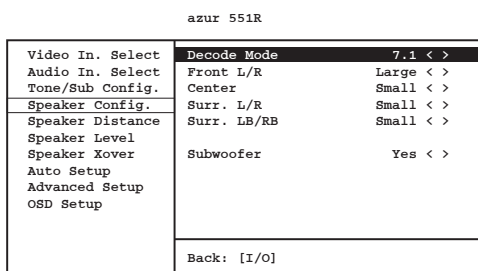 azur 551R
Video In. Select
Audio In. Select
Tone/Sub Config.
Speaker Config.
Speaker Distance
Speaker Level
Speaker Xover
Auto Setup
Advanced Setup
OSD Setup
Decode Mode 7.1 < >
Front L/R Large < >
Center Small < >
Surr. L/R Small < >
Surr. LB/RB Small < >
Subwoofer Yes < >
Back: [I/O]